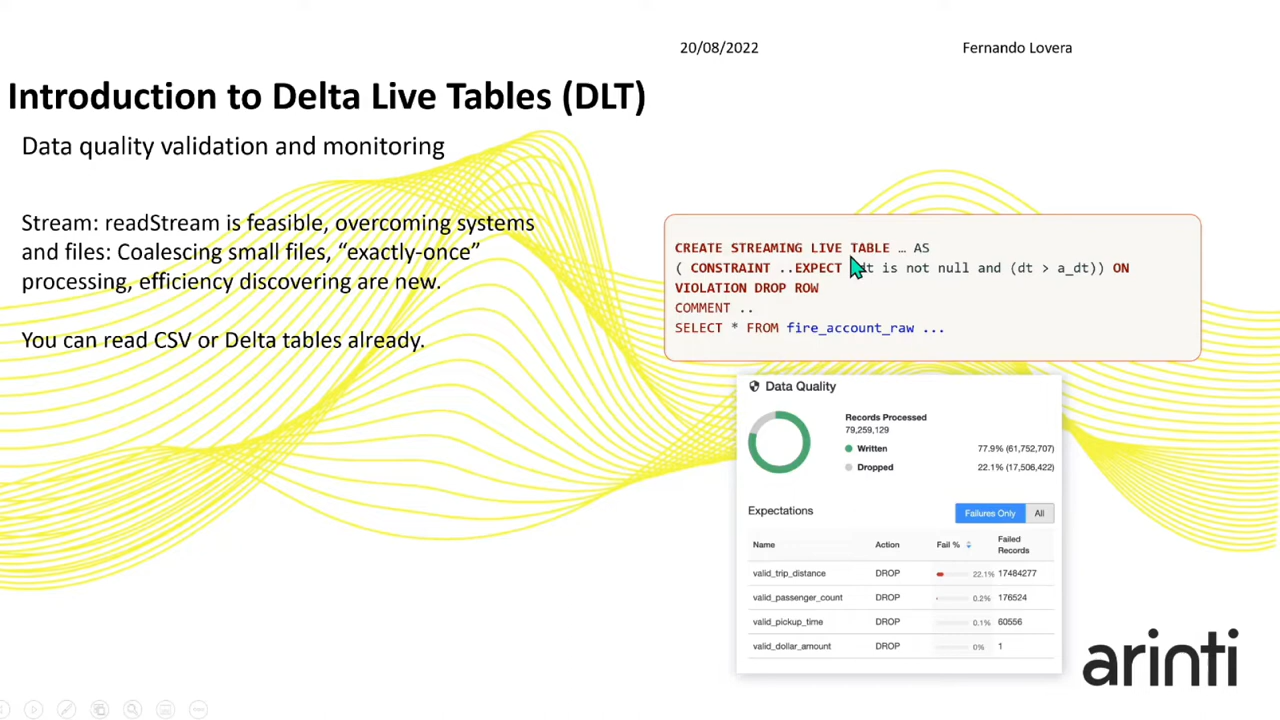 20/08/2022
Fernando Lovera
Introduction to Delta Live Tables (DLT)
Data quality validation and monitoring
Stream: readStream is feasible, overcoming systems
and files: Coalescing small files, “exactly-once”
processing, efficiency discovering are new.
You can read CSV or Delta tables already.
CREATE STREAMING LIVE TABLE … AS
( CONSTRAINT ..EXPECT is not null and (dt > a_dt)) ON
VIOLATION DROP ROW
COMMENT ..
SELECT * FROM fire_account_raw ...
Data Quality
Records Processed
79,259,129
Written 77.9% (61,752,707)
Dropped 22.1% (17,506,422)
Expectations
Failures Only All
Name Action Fail % Failed Records
valid_trip_distance DROP 22.1% 17484277
valid_passenger_count DROP 0.2% 176524
valid_pickup_time DROP 0.1% 60556
valid_dollar_amount DROP 0% 1
arinti